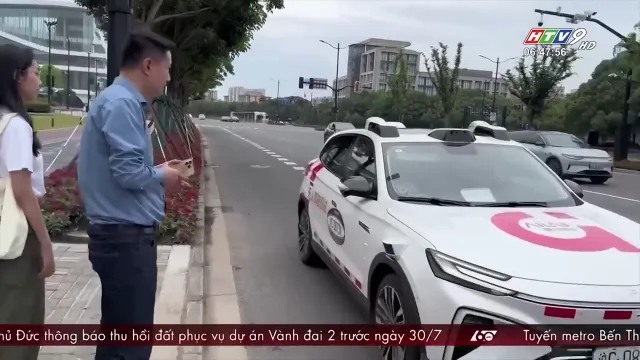 HTV9 HD
06:47:56
hủ Đức thông báo thu hồi đất phục vụ dự án Vành đai 2 trước ngày 30/7
60
Tuyến metro Bến Th